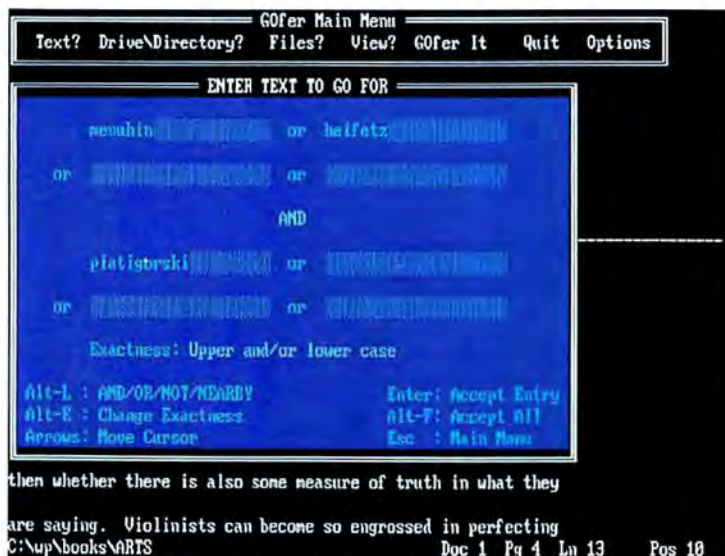 GOfer Main Menu
Text? Drive\Directory? Files? View? GOfer It Quit Options
ENTER TEXT TO GO FOR
menuhin or heifetz
or or
AND
piatigorski or
or or
Exactness: Upper and/or lower case
Alt-L : AND/OR/NOT/NEARBY Enter: Accept Entry
Alt-E : Change Exactness Alt-F: Accept All
Arrows: Move Cursor Esc : Main Menu
them whether there is also some measure of truth in what they
are saying. Violinists can become so engrossed in perfecting
C:\wp\books\ARTS Doc 1 Pg 4 Ln 13 Pos 10